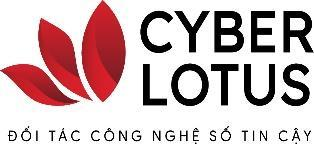 CYBER
LOTUS
ĐỐI TÁC CÔNG NGHỆ SỐ TIN CẬY